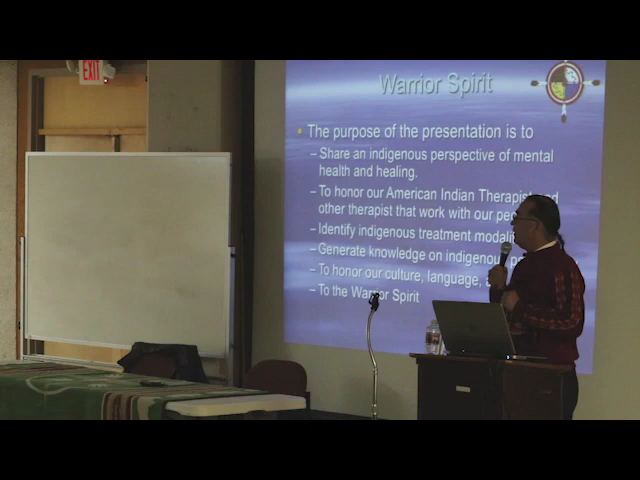 EXIT
Warrior Spirit
The purpose of the presentation is to
– Share an indigenous perspective of mental
health and healing.
– To honor our American Indian Therapist and
other therapist that work with our
– Identify indigenous treatment
– Generate knowledge on indigenous
– To honor our culture, language,
– To the Warrior Spirit